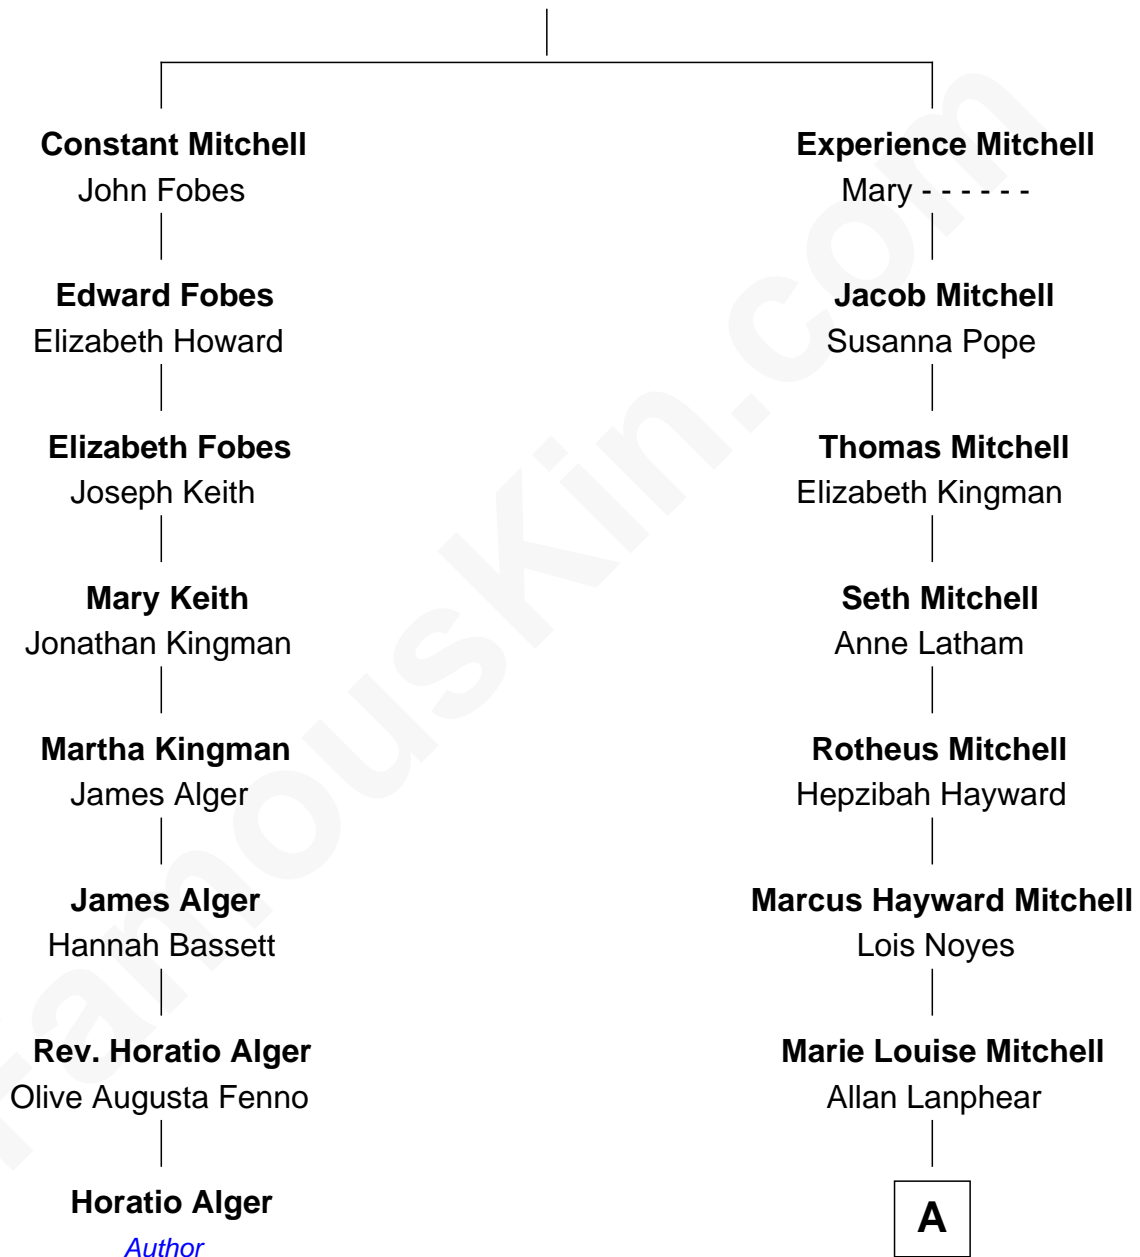 Constant Mitchell
John Fobes
Edward Fobes
Elizabeth Howard
Elizabeth Fobes
Joseph Keith
Mary Keith
Jonathan Kingman
Martha Kingman
James Alger
James Alger
Hannah Bassett
Rev. Horatio Alger
Olive Augusta Fenno
Horatio Alger
Author
Experience Mitchell
Mary - - - - - -
Jacob Mitchell
Susanna Pope
Thomas Mitchell
Elizabeth Kingman
Seth Mitchell
Anne Latham
Rotheus Mitchell
Hepzibah Hayward
Marcus Hayward Mitchell
Lois Noyes
Marie Louise Mitchell
Allan Lanphear
A
FamousKin.com